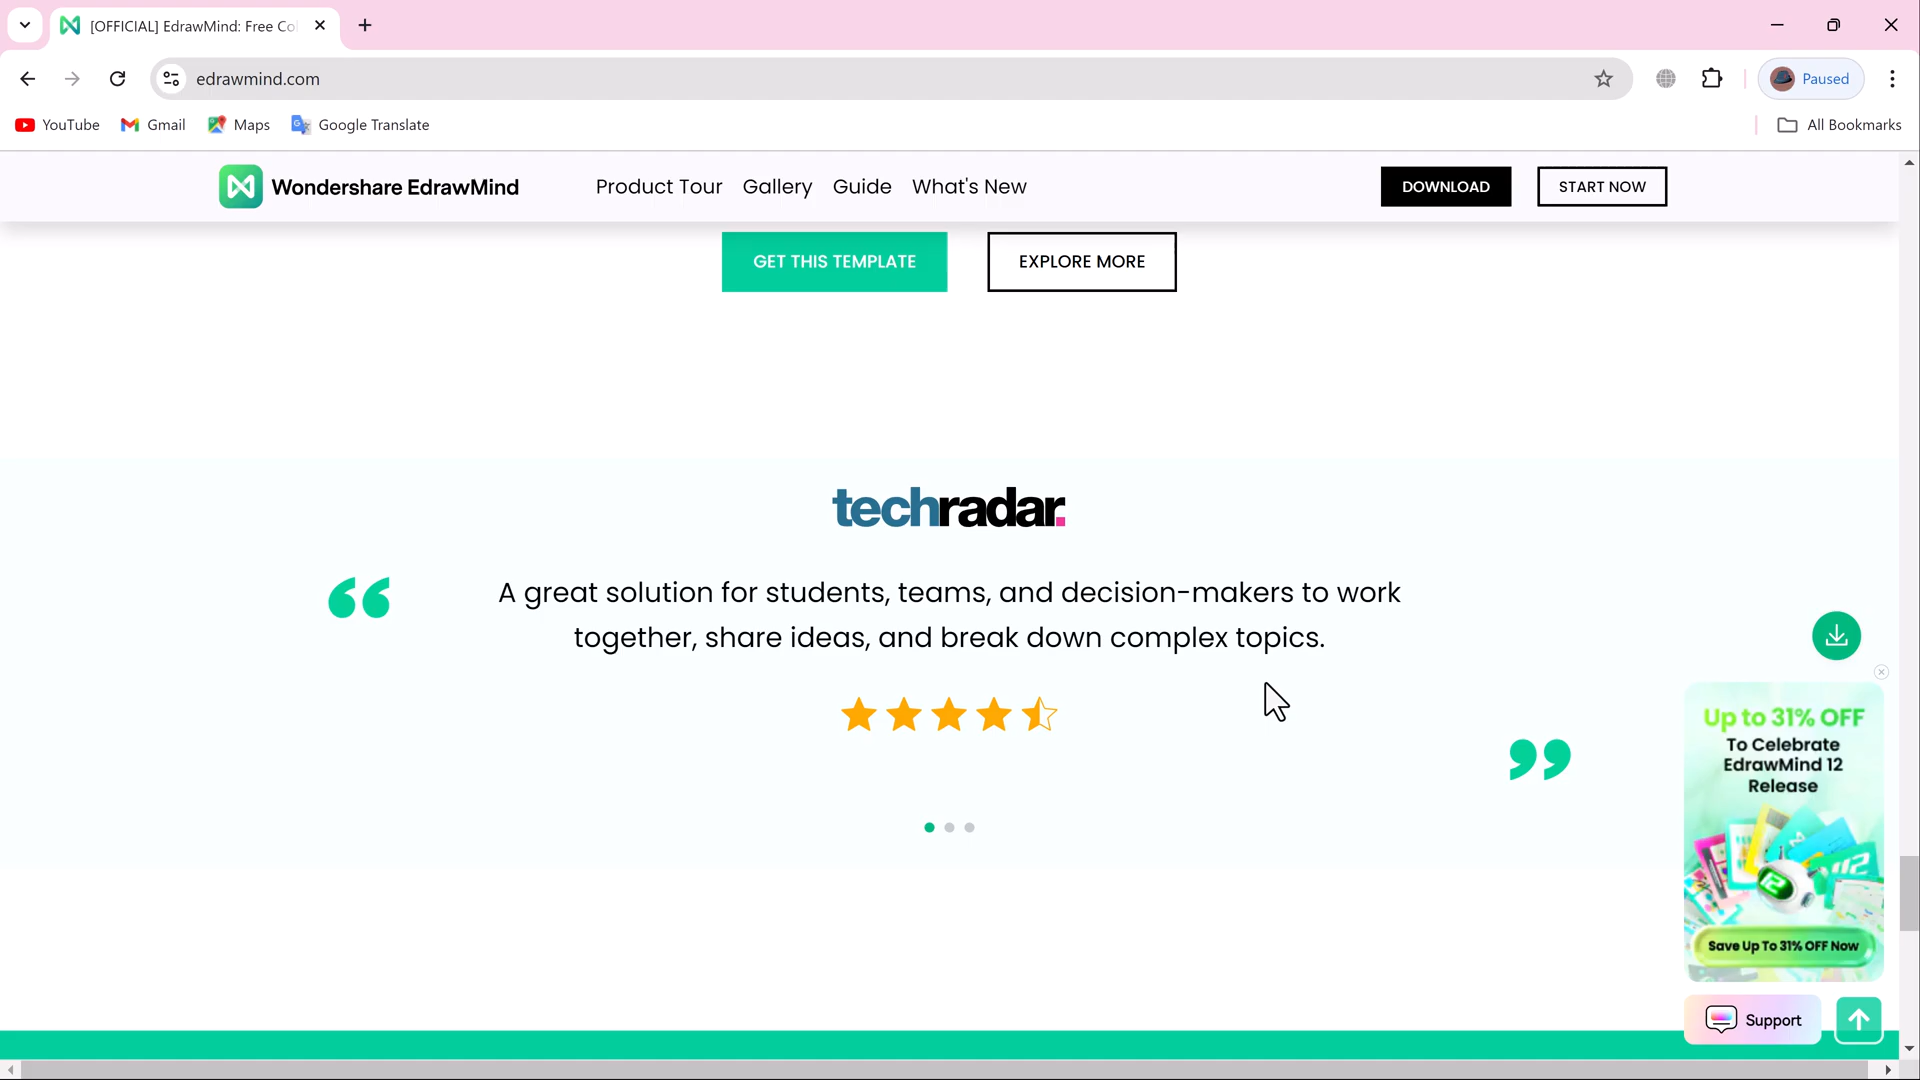 [OFFICIAL] EdrawMind: Free Co
edrawmind.com
Paused
YouTube
Gmail
Maps
Google Translate
All Bookmarks
Wondershare EdrawMind
Product Tour
Gallery
Guide
What's New
DOWNLOAD
START NOW
GET THIS TEMPLATE
EXPLORE MORE
techradar.
“
A great solution for students, teams, and decision-makers to work
together, share ideas, and break down complex topics.
”
Up to 31% OFF
To Celebrate
EdrawMind 12
Release
12
Save Up To 31% OFF Now
Support